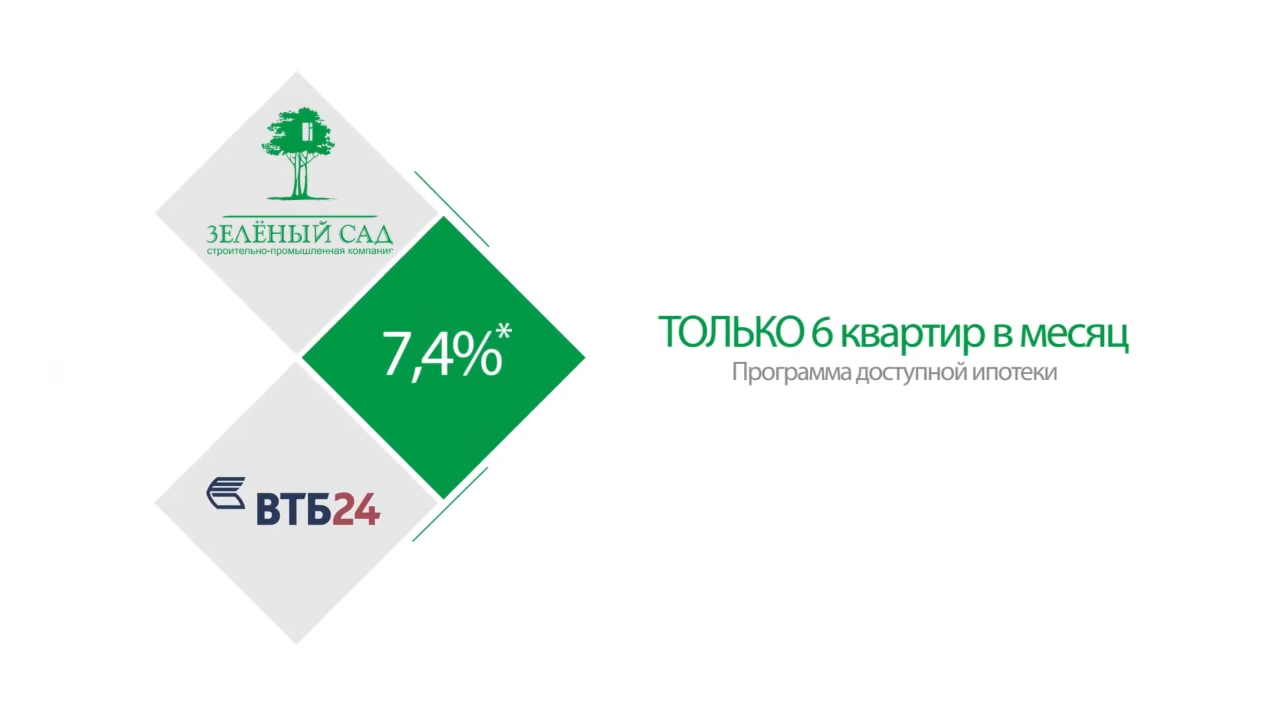 ЗЕЛЁНЫЙ САД
строительно-промышленная компания
7,4%*
ТОЛЬКО 6 квартир в месяц
Программа доступной ипотеки
ВТБ24